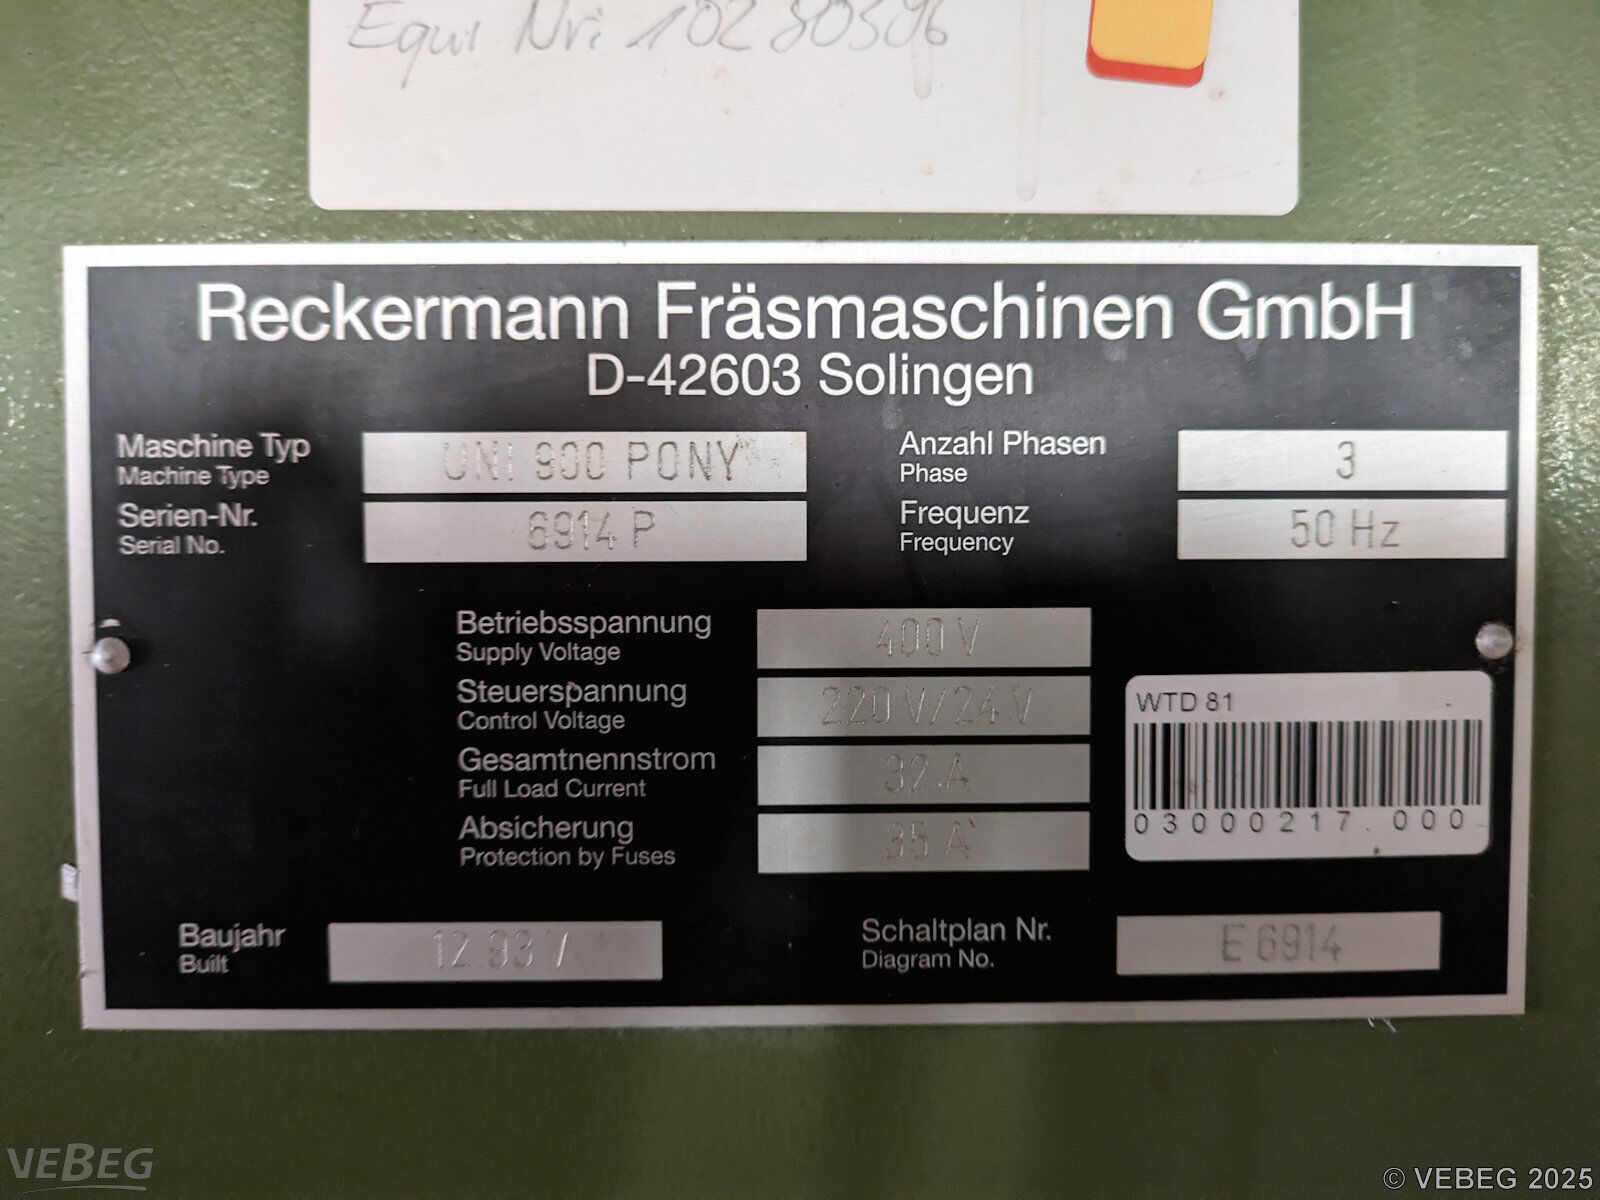 Equi Nr: 10280396
Reckermann Fräsmaschinen GmbH
D-42603 Solingen
Maschine Typ
Machine Type
UNI 900 PONY
Serien-Nr.
Serial No.
6914 P
Anzahl Phasen
Phase
3
Frequenz
Frequency
50 Hz
Betriebsspannung
Supply Voltage
400 V
Steuerspannung
Control Voltage
220 V/24 V
Gesamtnennstrom
Full Load Current
32 A
Absicherung
Protection by Fuses
35 A
WTD 81
03000217 000
Baujahr
Built
12 93 /
Schaltplan Nr.
Diagram No.
E 6914
VEBEG
© VEBEG 2025